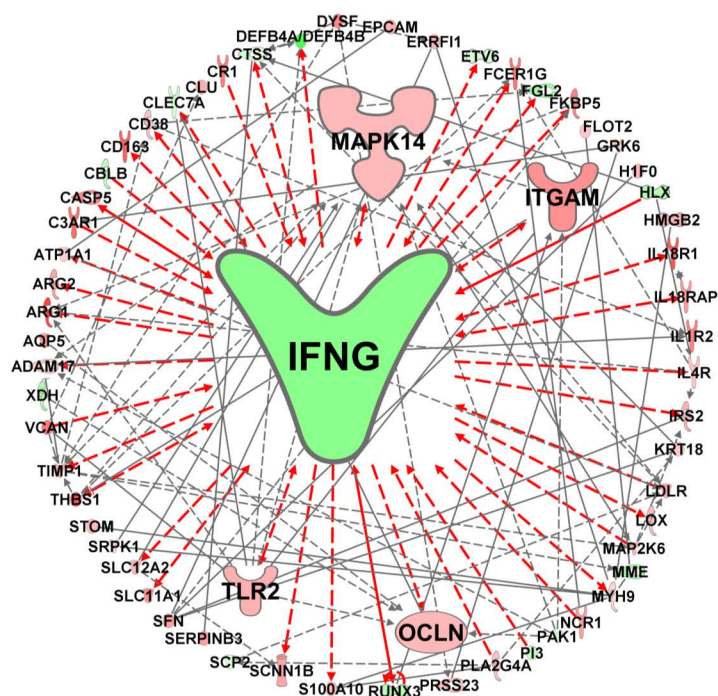 DYSF
EPCAM
DEFB4A/DEFB4B
ERRFI1
CTSS
ETV6
CR1
FCER1G
CLU
FGL2
CLEC7A
FKBP5
CD38
FLOT2
MAPK14
CD163
GRK6
CBLB
H1F0
ITGAM
HLX
CASP5
C3AR1
HMGB2
ATP1A1
IL18R1
ARG2
IL18RAP
ARG1
IFNG
AQP5
IL1R2
ADAM17
IL4R
XDH
IRS2
VCAN
KRT18
TIMP1
LDLR
THBS1
LOX
STOM
MAP2K6
SRPK1
MME
SLC12A2
TLR2
MYH9
SLC11A1
NCR1
SFN
OCLN
PAK1
SERPINB3
PI3
SCP2
PLA2G4A
SCNN1B
PRSS23
S100A10
RUNX3